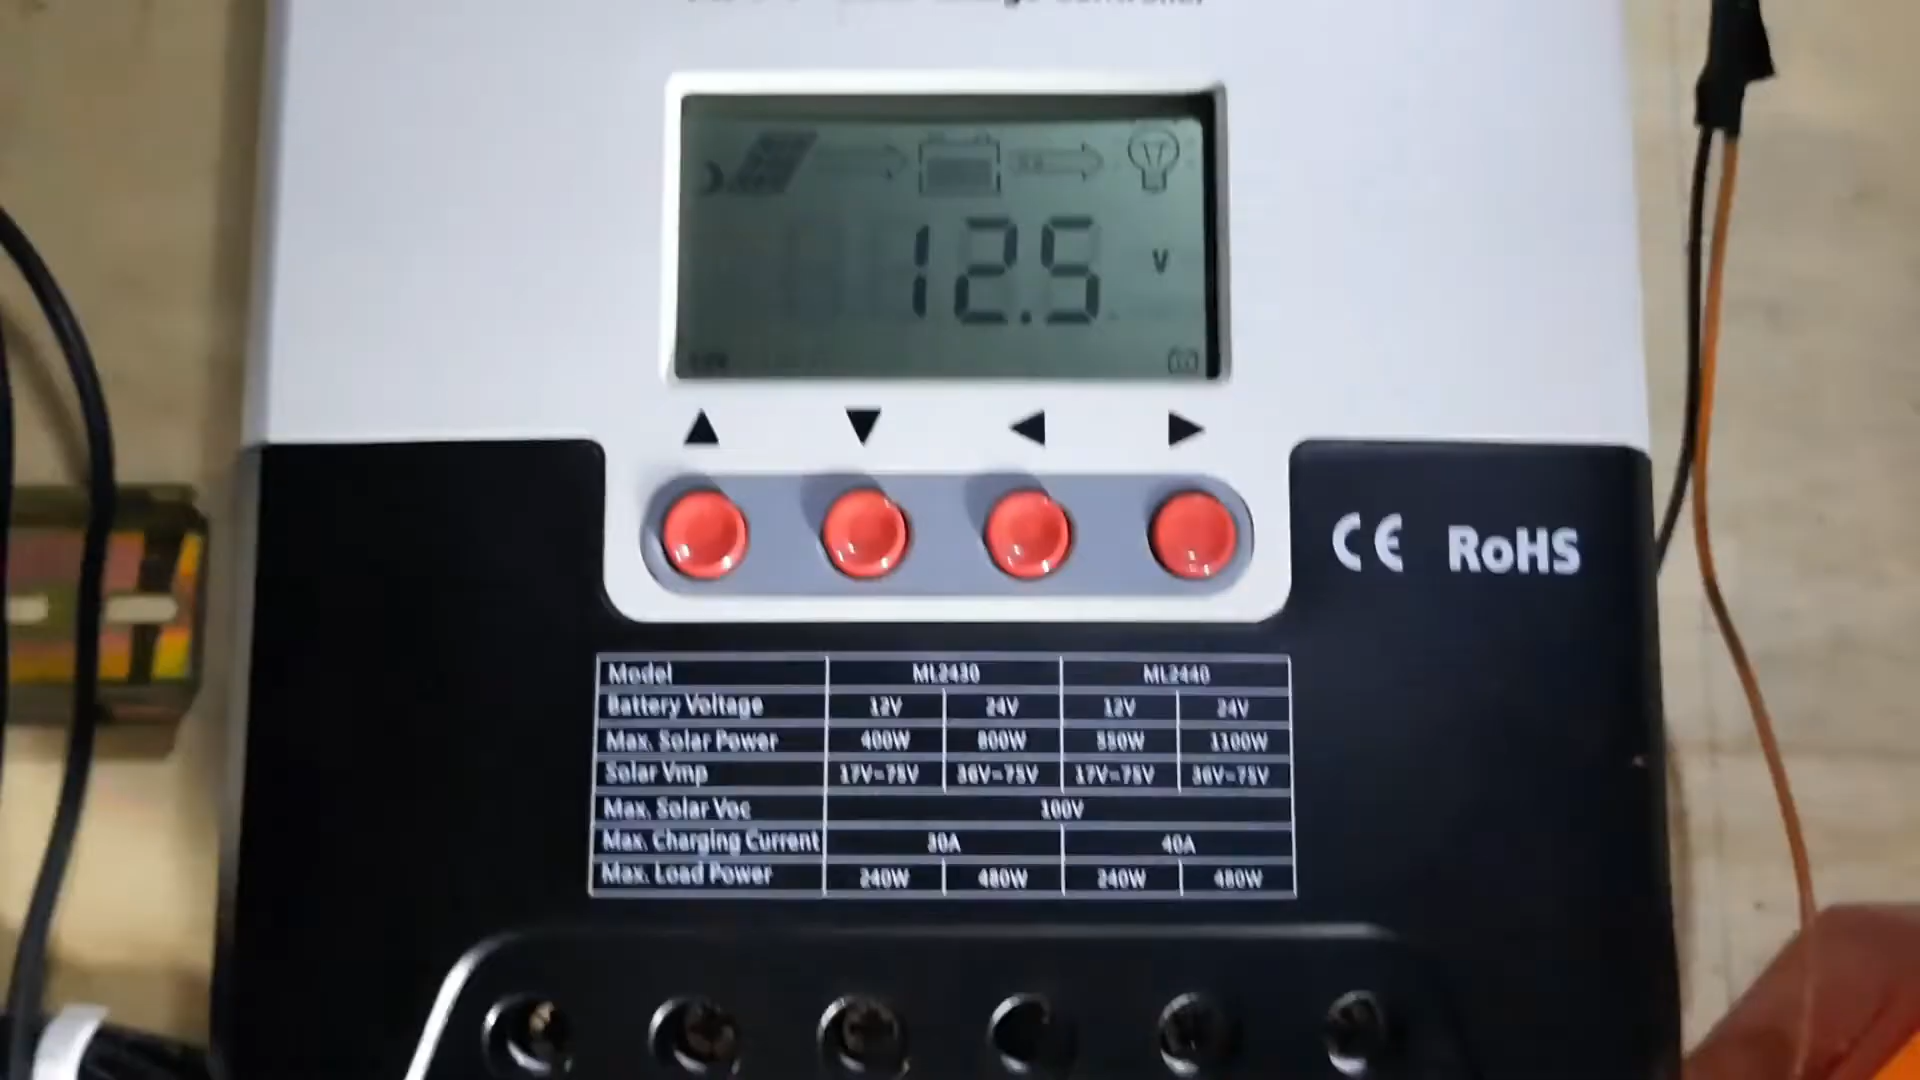 12.5 V
CE RoHS
Model ML2430 ML2440
Battery Voltage 12V 24V 12V 24V
Max. Solar Power 400W 800W 550W 1100W
Solar Vmp 17V~75V 36V~75V 17V~75V 36V~75V
Max. Solar Voc 100V
Max. Charging Current 30A 40A
Max. Load Power 240W 480W 240W 480W